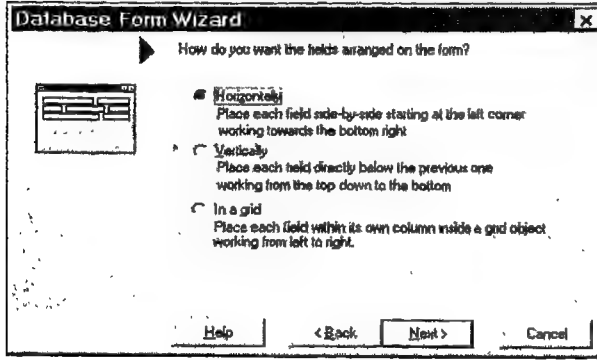 Database Form Wizard
How do you want the fields arranged on the form?
Horizontally
Place each field side-by-side starting at the left corner
working towards the bottom right
Vertically
Place each field directly below the previous one
working from the top down to the bottom
In a grid
Place each field within its own column inside a grid object
working from left to right.
Help
< Back
Next >
Cancel